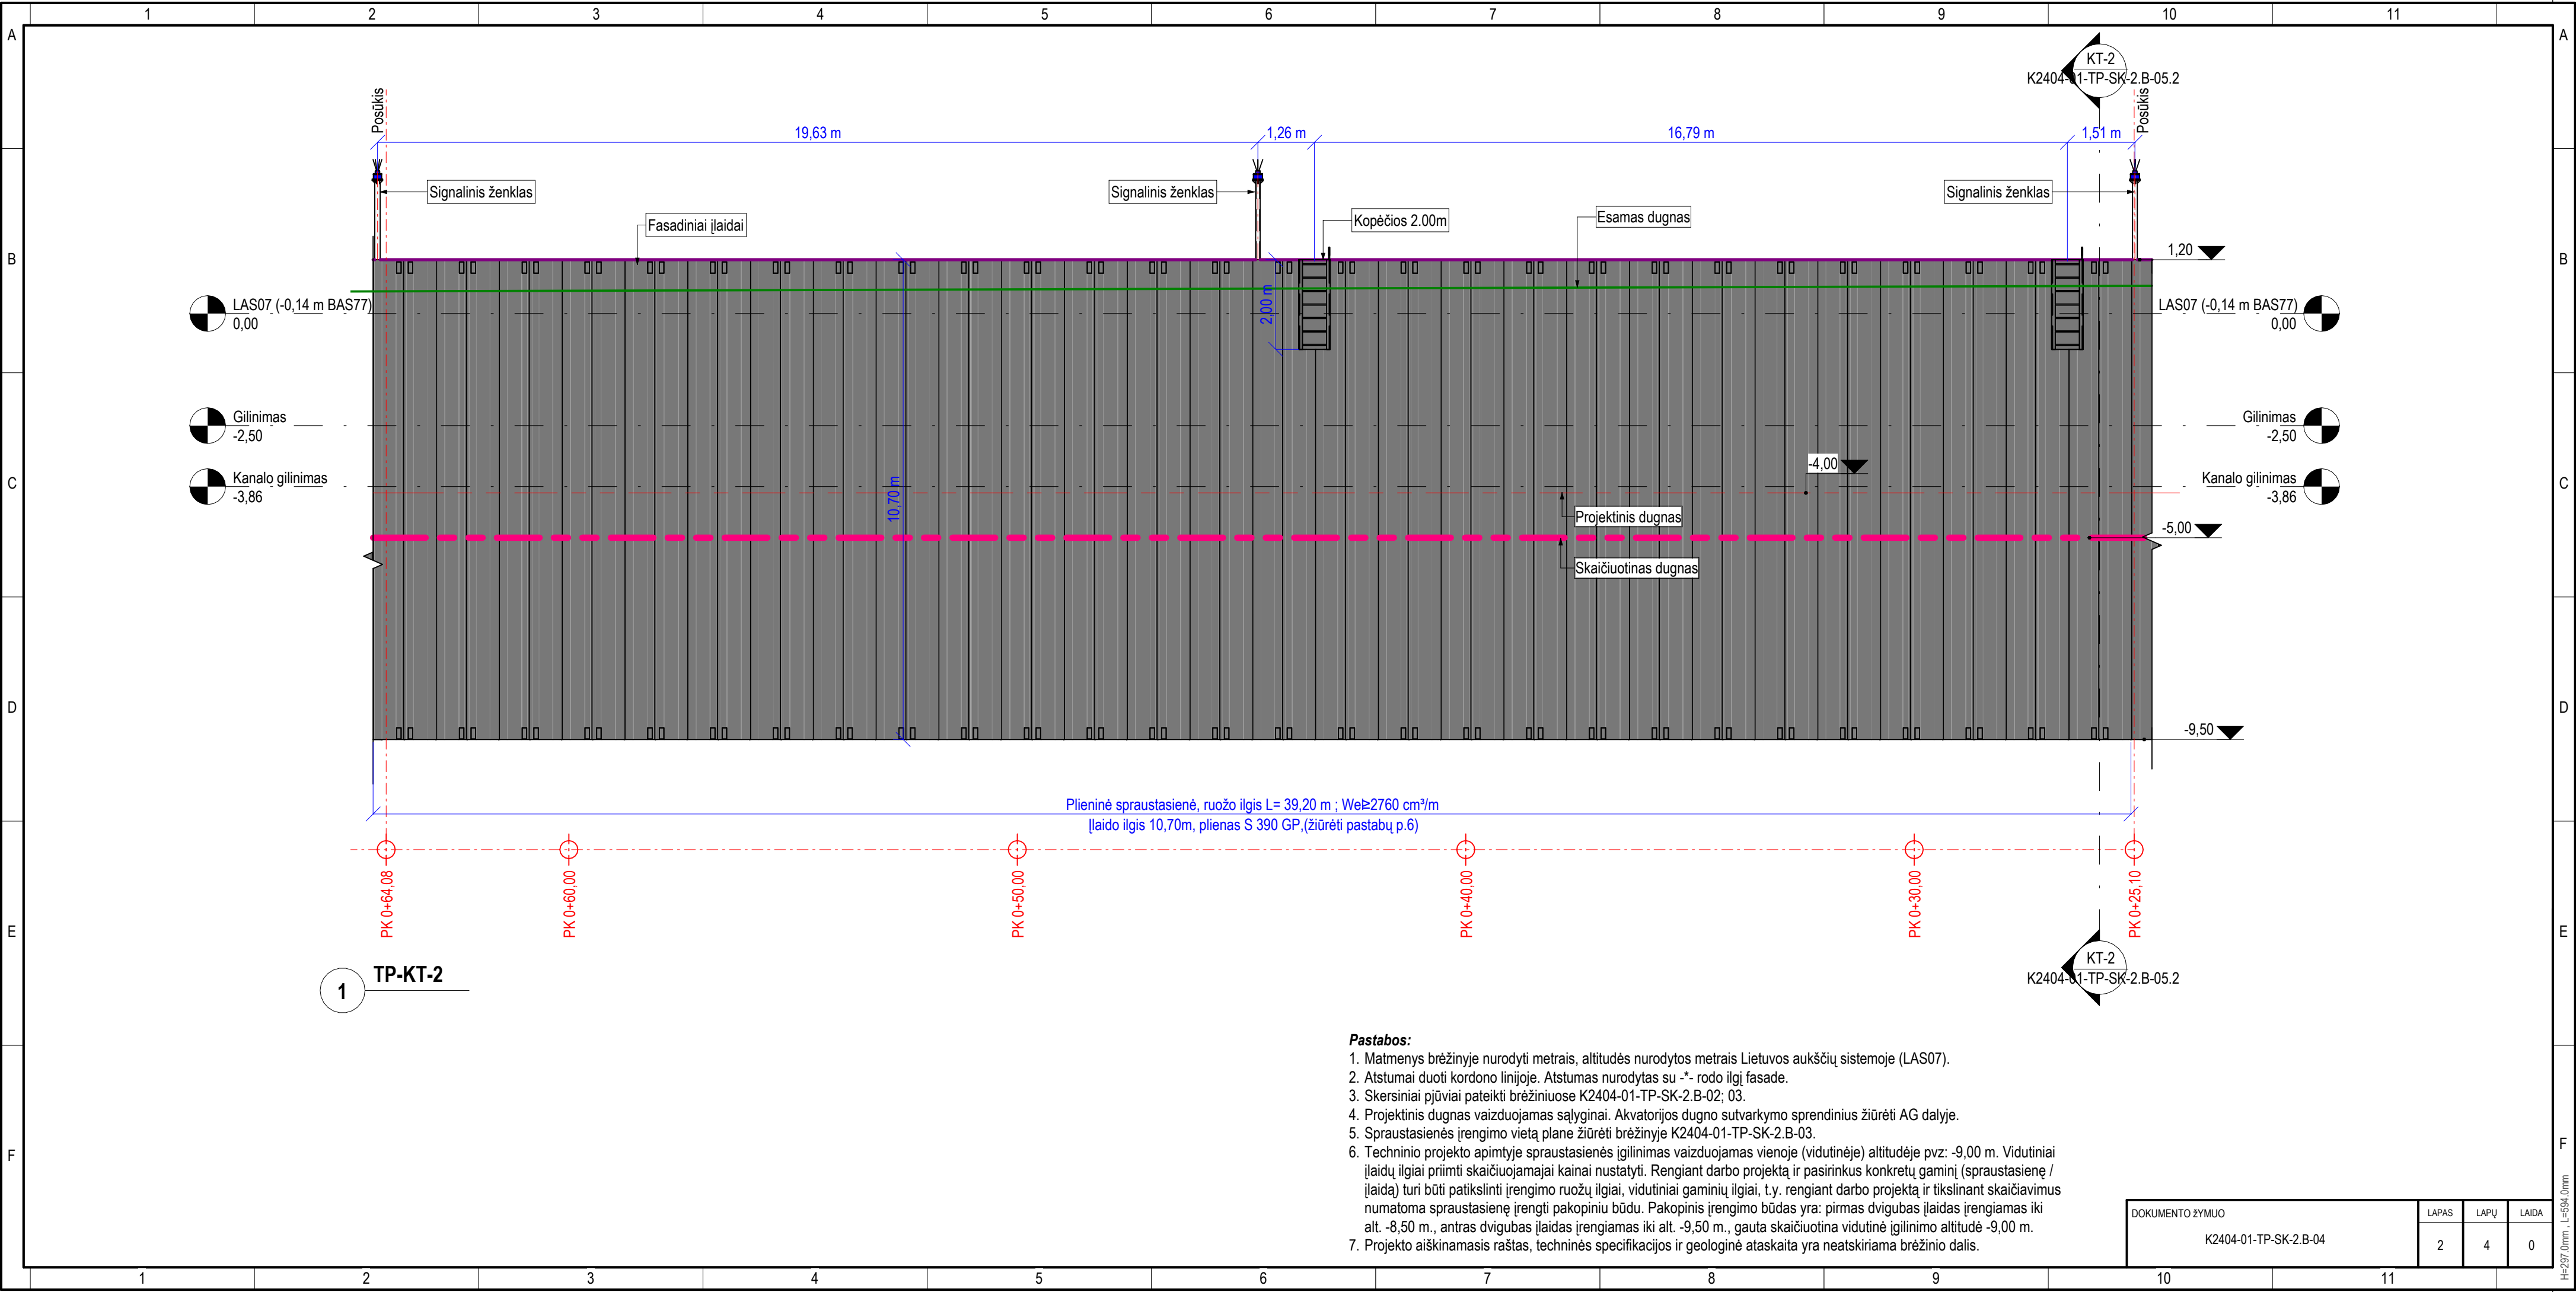 1 2 3 4 5 6 7 8 9 10 11
A A
KT-2
K2404-01-TP-SK-2.B-05.2
Posūkis
Posūkis
19,63 m 1,26 m 16,79 m 1,51 m
Signalinis ženklas Signalinis ženklas Signalinis ženklas
Fasadiniai įlaidai
Kopėčios 2.00m
Esamas dugnas
B B
1,20
2,00 m
LAS07 (-0,14 m BAS77)
0,00
LAS07 (-0,14 m BAS77)
0,00
Gilinimas
-2,50
Gilinimas
-2,50
C C
Kanalo gilinimas
-3,86
-4,00
Kanalo gilinimas
-3,86
10,70 m
Projektinis dugnas
-5,00
Skaičiuotinas dugnas
D D
-9,50
Plieninė spraustasienė, ruožo ilgis L= 39,20 m ; Wel≥2760 cm³/m
Įlaido ilgis 10,70m, plienas S 390 GP,(žiūrėti pastabų p.6)
PK 0+64,08
PK 0+60,00
PK 0+50,00
PK 0+40,00
PK 0+30,00
PK 0+25,10
E E
KT-2
K2404-01-TP-SK-2.B-05.2
1 TP-KT-2
Pastabos:
1. Matmenys brėžinyje nurodyti metrais, altitudės nurodytos metrais Lietuvos aukščių sistemoje (LAS07).
2. Atstumai duoti kordono linijoje. Atstumas nurodytas su -*- rodo ilgį fasade.
3. Skersiniai pjūviai pateikti brėžiniuose K2404-01-TP-SK-2.B-02; 03.
4. Projektinis dugnas vaizduojamas sąlyginai. Akvatorijos dugno sutvarkymo sprendinius žiūrėti AG dalyje.
5. Spraustasienės įrengimo vietą plane žiūrėti brėžinyje K2404-01-TP-SK-2.B-03.
6. Techninio projekto apimtyje spraustasienės įgilinimas vaizduojamas vienoje (vidutinėje) altitudėje pvz: -9,00 m. Vidutiniai
įlaidų ilgiai priimti skaičiuojamajai kainai nustatyti. Rengiant darbo projektą ir pasirinkus konkretų gaminį (spraustasienę /
įlaidą) turi būti patikslinti įrengimo ruožų ilgiai, vidutiniai gaminių ilgiai, t.y. rengiant darbo projektą ir tikslinant skaičiavimus
numatoma spraustasienę įrengti pakopiniu būdu. Pakopinis įrengimo būdas yra: pirmas dvigubas įlaidas įrengiamas iki
alt. -8,50 m., antras dvigubas įlaidas įrengiamas iki alt. -9,50 m., gauta skaičiuotina vidutinė įgilinimo altitudė -9,00 m.
7. Projekto aiškinamasis raštas, techninės specifikacijos ir geologinė ataskaita yra neatskiriama brėžinio dalis.
F F
DOKUMENTO žYMUO LAPAS LAPŲ LAIDA
K2404-01-TP-SK-2.B-04 2 4 0
H=297.0mm , L=594.0mm
1 2 3 4 5 6 7 8 9 10 11